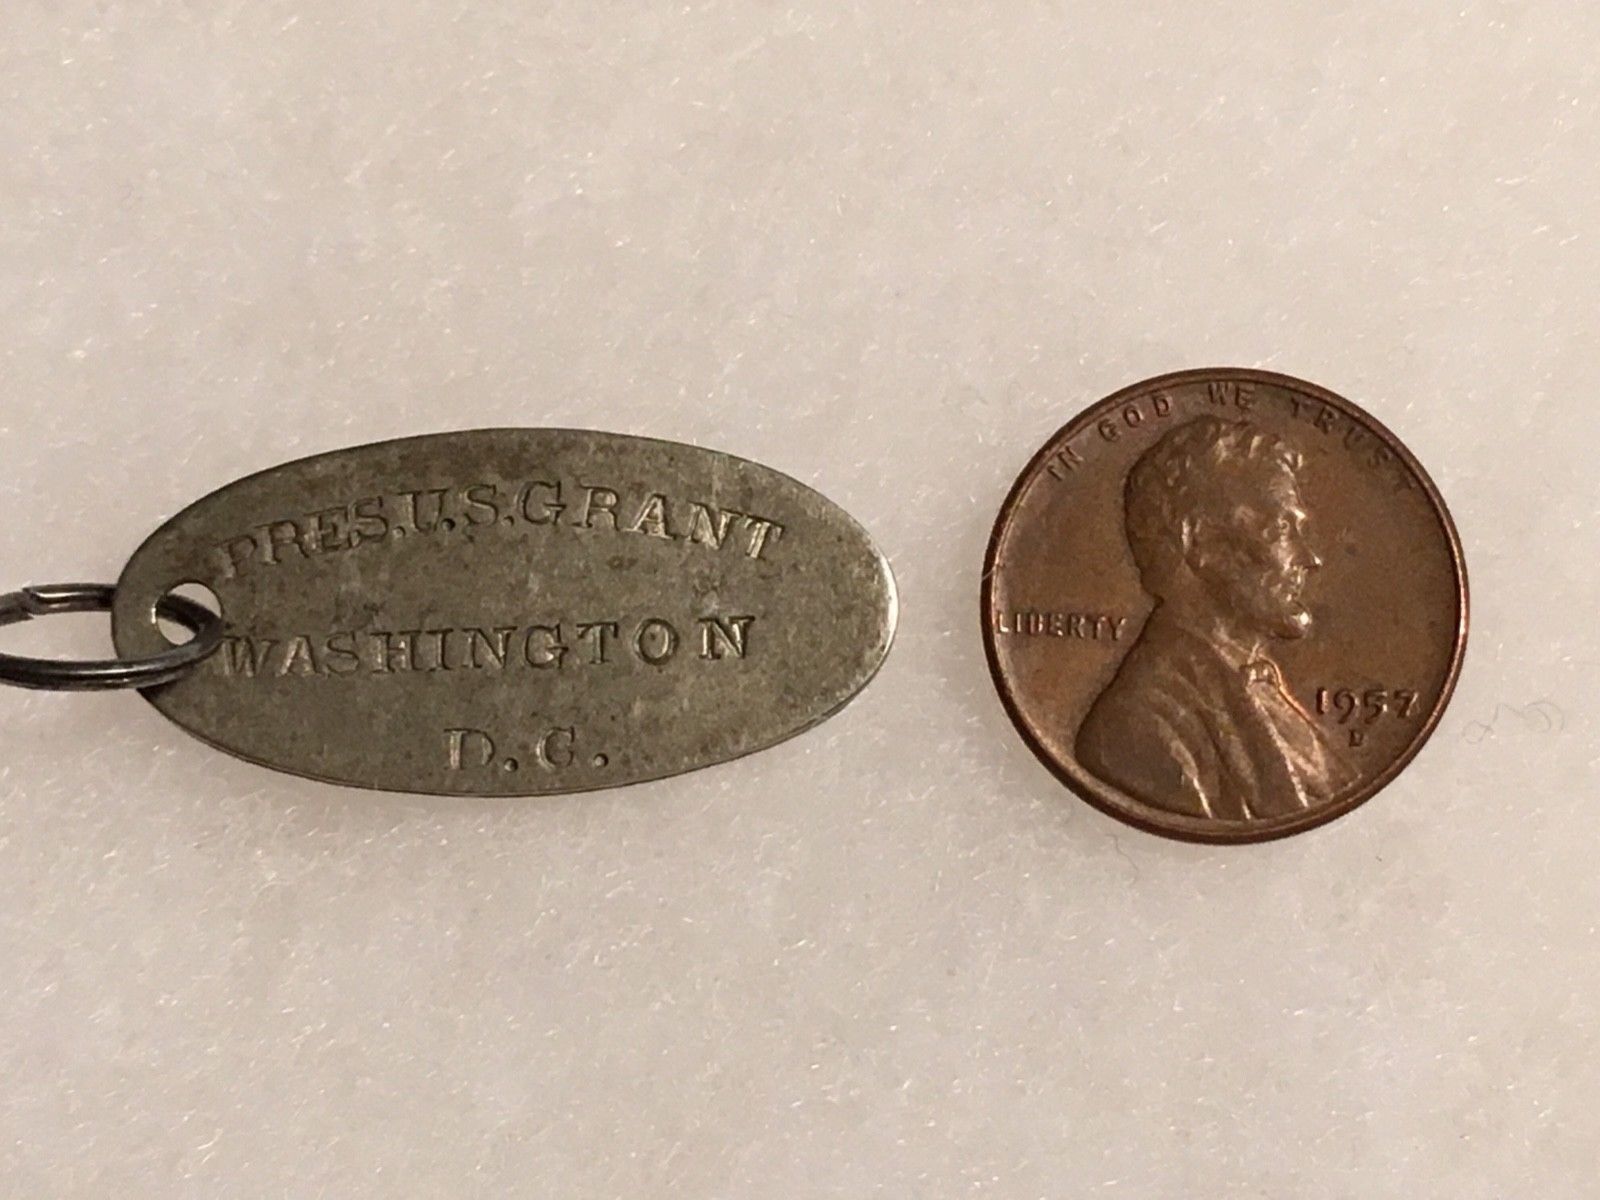 PRES.U.S.GRANT
WASHINGTON
D.C.
IN GOD WE TRUST
LIBERTY
1957
D